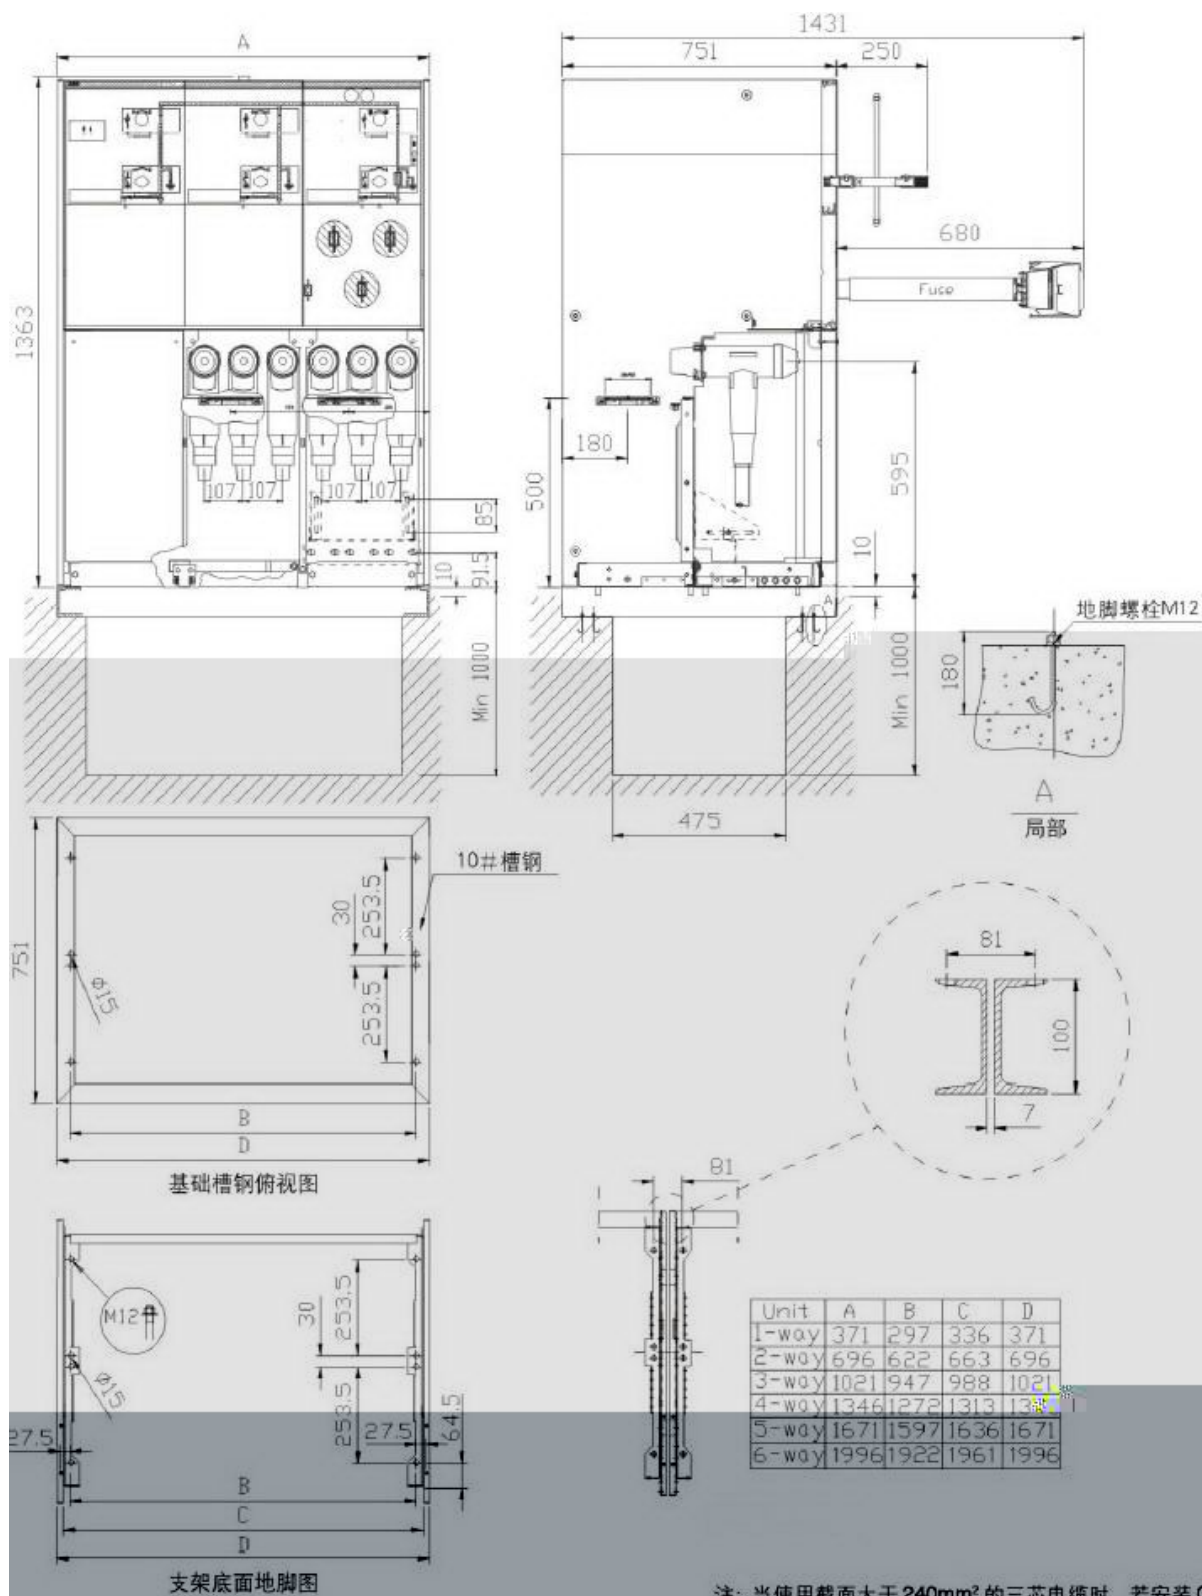 A
1431
751
250
680
Fuse
1363
107
107
107
107
85
91.5
10
Min 1000
180
500
595
10
A
Min 1000
475
地脚螺栓M12
180
A
局部
10#槽钢
751
30
253.5
253.5
Φ15
B
D
基础槽钢俯视图
81
100
7
81
M12
Φ15
30
253.5
253.5
27.5
27.5
64.5
B
C
D
支架底面地脚图
Unit A B C D
1-way 371 297 336 371
2-way 696 622 663 696
3-way 1021 947 988 1021
4-way 1346 1272 1313
5-way 1671 1597 1636 1671
6-way 1996 1922 1961 1996
注: 当使用截面大于240mm²的三芯电缆时, 若安装